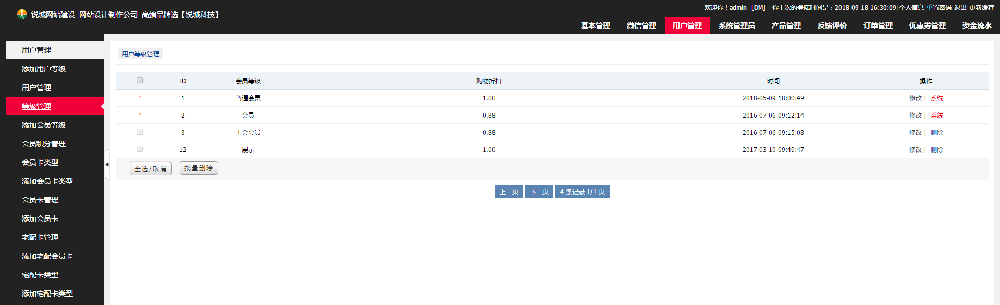 锐城网站建设_网站设计制作公司_高端品牌选【锐城科技】
欢迎你！admin | [DM] | 你上次的登陆时间是：2018-09-18 16:30:09 | 个人信息 | 重置密码 | 退出 | 更新缓存
基本管理 微信管理 用户管理 系统管理员 产品管理 反馈评价 订单管理 优惠券管理 资金流水
用户管理
添加用户等级
用户管理
等级管理
添加会员等级
会员积分管理
会员卡类型
添加会员卡类型
会员卡管理
添加会员卡
宅配卡管理
添加宅配会员卡
宅配卡类型
添加宅配卡类型
用户等级管理
ID 会员等级 购物折扣 时间 操作
* 1 普通会员 1.00 2018-05-09 18:00:49 修改 | 系统
* 2 会员 0.88 2016-07-06 09:12:14 修改 | 系统
3 工会会员 0.88 2016-07-06 09:15:08 修改 | 删除
12 展示 1.00 2017-03-10 09:49:47 修改 | 删除
全选/取消 批量删除
上一页 下一页 4 条记录 1/1 页